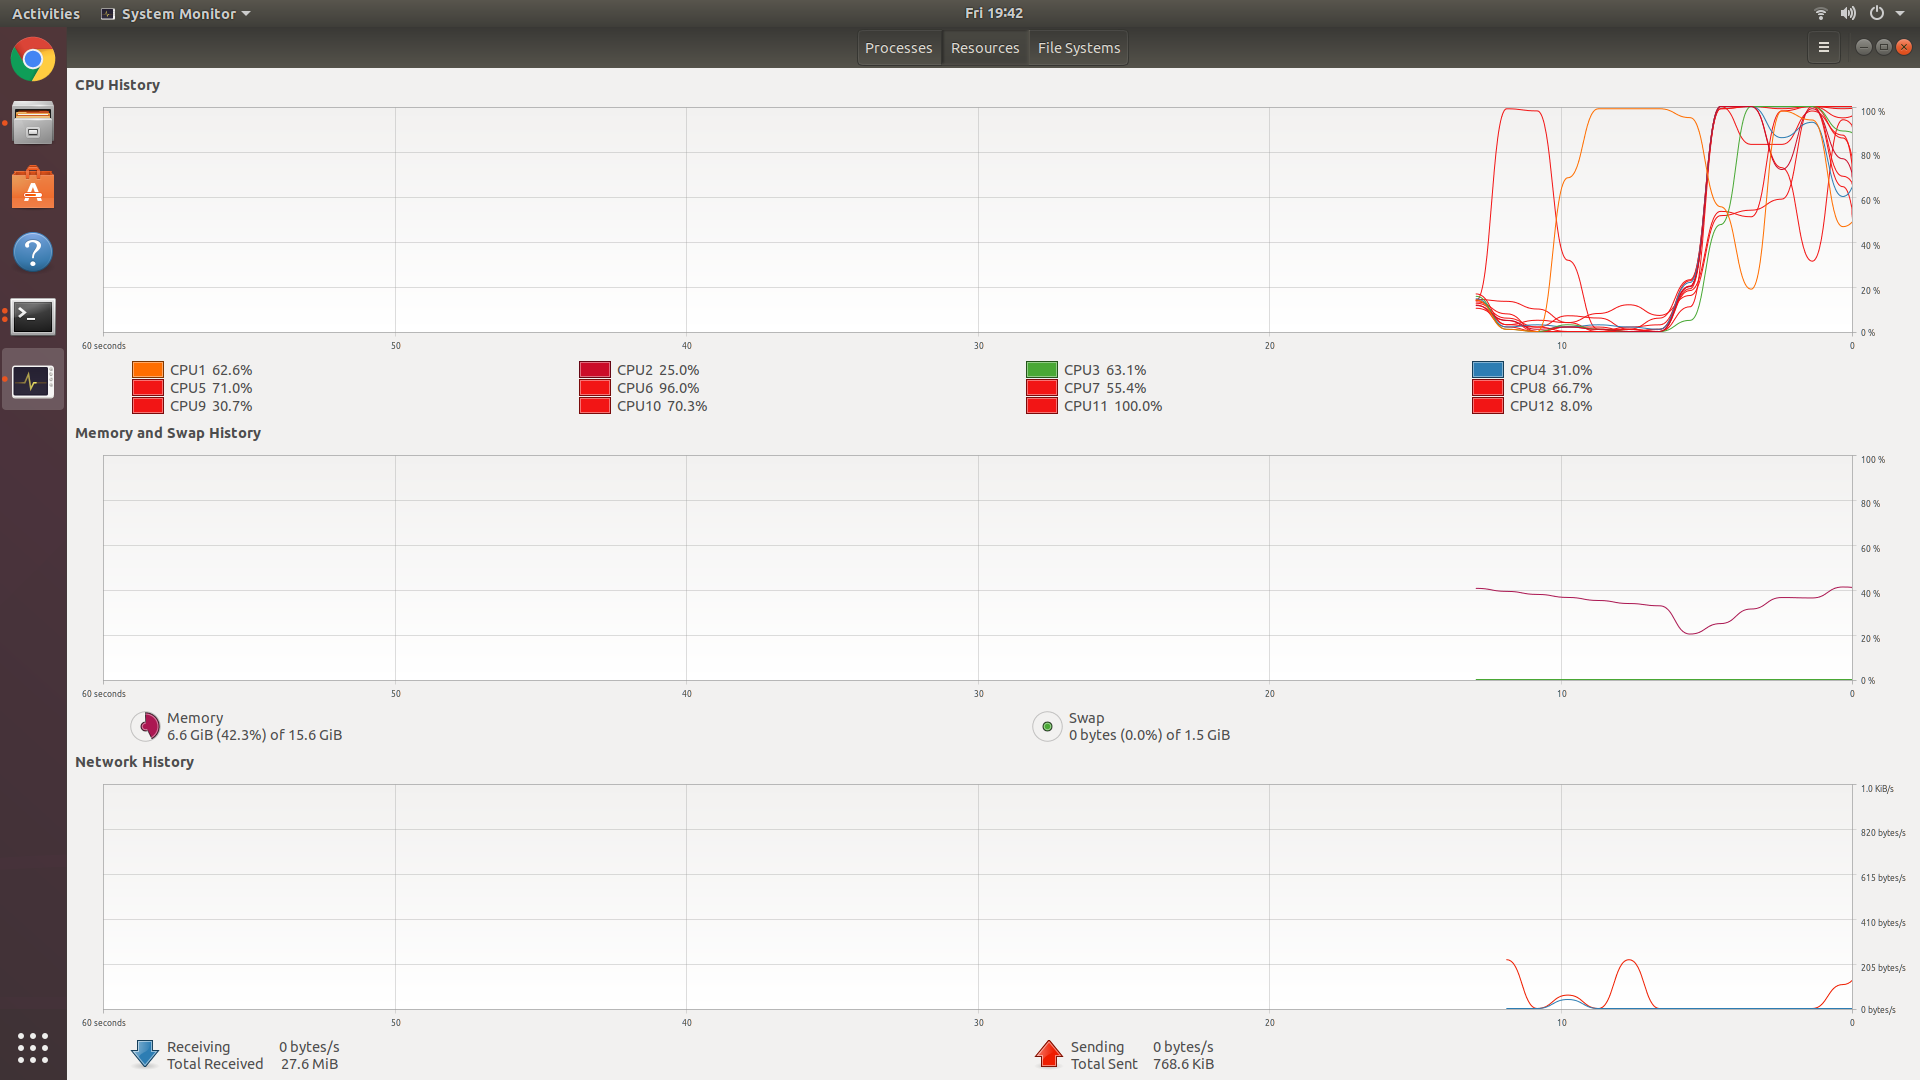 Activities System Monitor Fri 19:42
Processes Resources File Systems
CPU History
100 %
80 %
60 %
40 %
20 %
0 %
60 seconds 50 40 30 20 10 0
CPU1 62.6% CPU2 25.0% CPU3 63.1% CPU4 31.0%
CPU5 71.0% CPU6 96.0% CPU7 55.4% CPU8 66.7%
CPU9 30.7% CPU10 70.3% CPU11 100.0% CPU12 8.0%
Memory and Swap History
100 %
80 %
60 %
40 %
20 %
0 %
60 seconds 50 40 30 20 10 0
Memory Swap
6.6 GiB (42.3%) of 15.6 GiB 0 bytes (0.0%) of 1.5 GiB
Network History
1.0 KiB/s
820 bytes/s
615 bytes/s
410 bytes/s
205 bytes/s
0 bytes/s
60 seconds 50 40 30 20 10 0
Receiving 0 bytes/s Sending 0 bytes/s
Total Received 27.6 MiB Total Sent 768.6 KiB